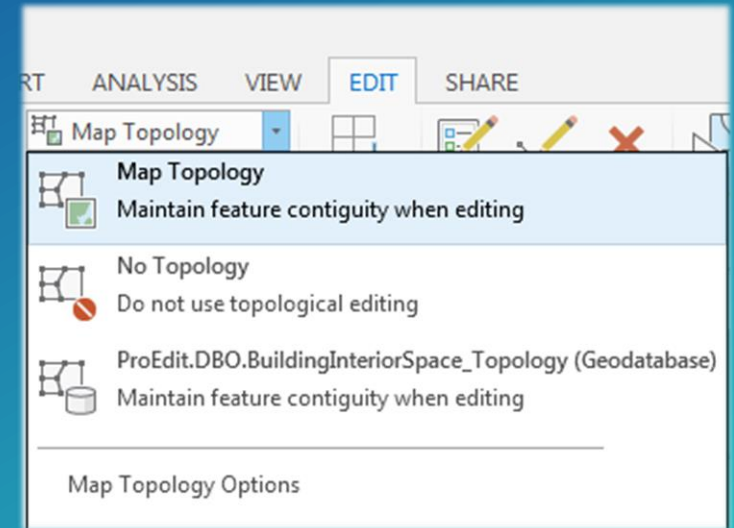 ANALYSIS VIEW EDIT SHARE
Map Topology
Map Topology
Maintain feature contiguity when editing
No Topology
Do not use topological editing
ProEdit.DBO.BuildingInteriorSpace_Topology (Geodatabase)
Maintain feature contiguity when editing
Map Topology Options